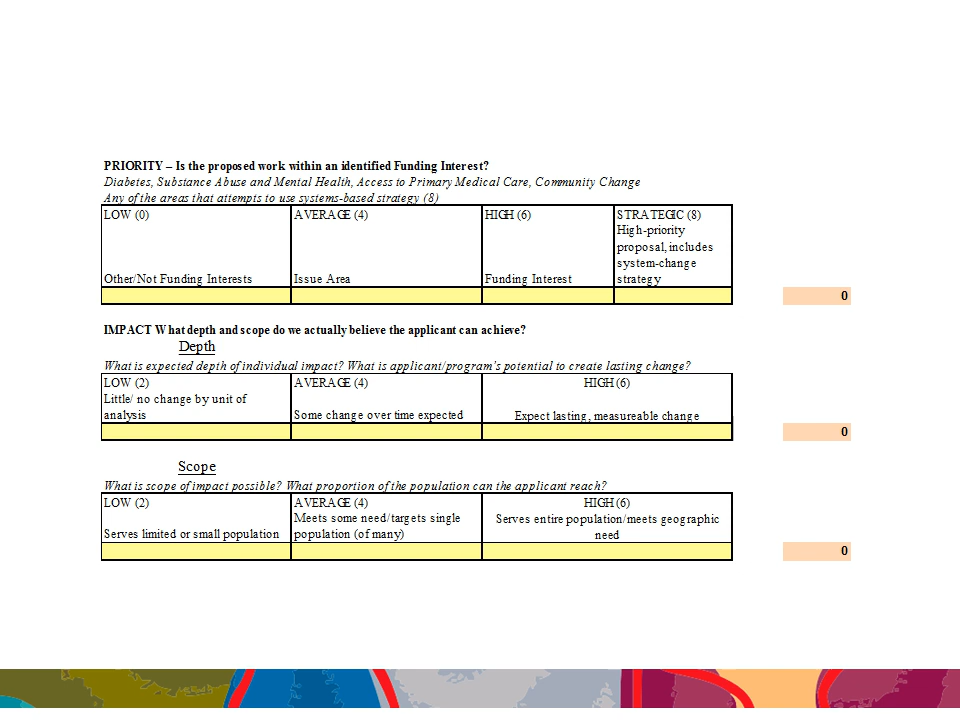 PRIORITY – Is the proposed work within an identified Funding Interest?
Diabetes, Substance Abuse and Mental Health, Access to Primary Medical Care, Community Change
Any of the areas that attempts to use systems-based strategy (8)
LOW (0)
Other/Not Funding Interests
AVERAGE (4)
Issue Area
HIGH (6)
Funding Interest
STRATEGIC (8)
High-priority
proposal, includes
system-change
strategy
0
IMPACT What depth and scope do we actually believe the applicant can achieve?
Depth
What is expected depth of individual impact? What is applicant/program's potential to create lasting change?
LOW (2)
Little/ no change by unit of
analysis
AVERAGE (4)
Some change over time expected
HIGH (6)
Expect lasting, measureable change
0
Scope
What is scope of impact possible? What proportion of the population can the applicant reach?
LOW (2)
Serves limited or small population
AVERAGE (4)
Meets some need/targets single
population (of many)
HIGH (6)
Serves entire population/meets geographic
need
0